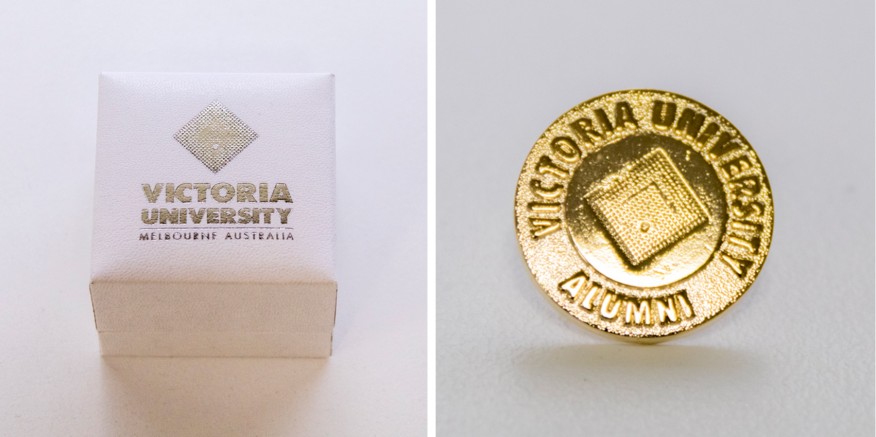 VICTORIA
UNIVERSITY
MELBOURNE AUSTRALIA
VICTORIA UNIVERSITY
ALUMNI